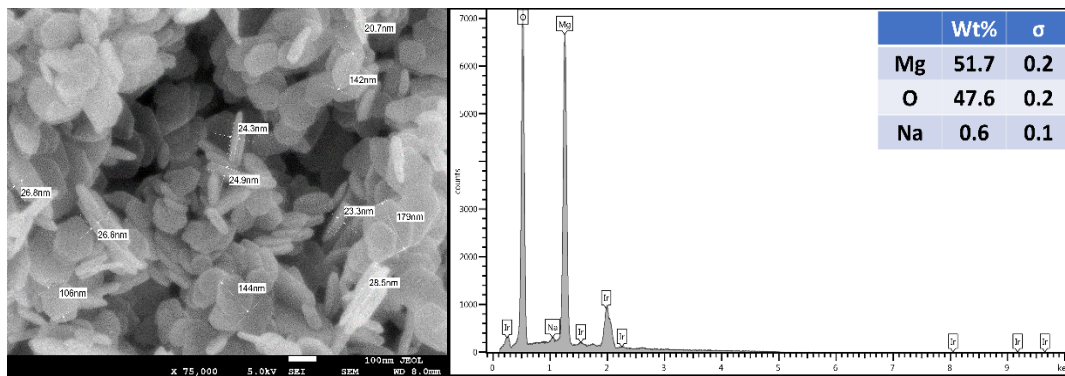 20.7nm
142nm
24.3nm
24.9nm
26.8nm
23.3nm
179nm
26.6nm
106nm
144nm
28.5nm
100nm JEOL
X 75,000 5.0kV SEI SEM WD 8.0mm
7000
6000
5000
4000
3000
2000
1000
0
counts
O
Mg
Ir
Na
Ir
Ir
Ir
Ir
Ir
Ir
0 1 2 3 4 5 6 7 8 9 ke
Wt% σ
Mg 51.7 0.2
O 47.6 0.2
Na 0.6 0.1